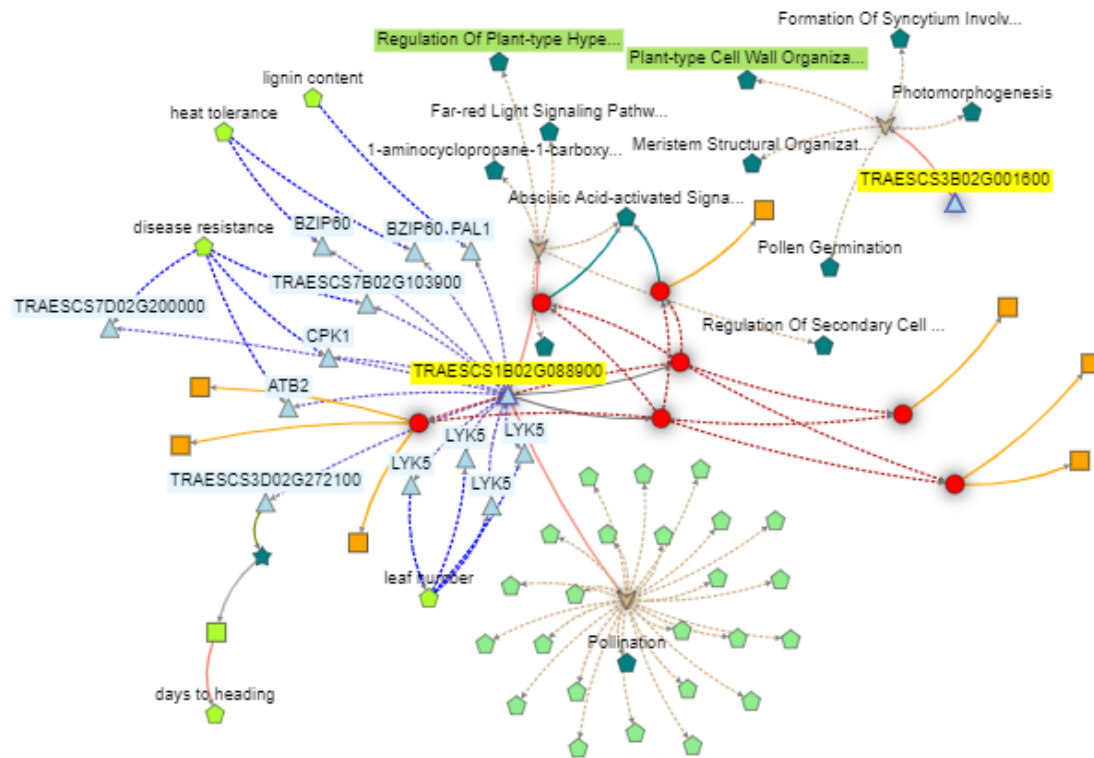 Formation Of Syncytium Involv...
Regulation Of Plant-type Hype...
Plant-type Cell Wall Organiza...
lignin content
Photomorphogenesis
heat tolerance
Far-red Light Signaling Pathw...
Meristem Structural Organizat...
1-aminocyclopropane-1-carboxy...
TRAESCS3B02G001600
Abscisic Acid-activated Signa...
BZIP60
BZIP60
PAL1
disease resistance
Pollen Germination
TRAESCS7B02G103900
TRAESCS7D02G200000
Regulation Of Secondary Cell ...
CPK1
TRAESCS1B02G088900
ATB2
LYK5
LYK5
LYK5
LYK5
TRAESCS3D02G272100
leaf number
Pollination
days to heading